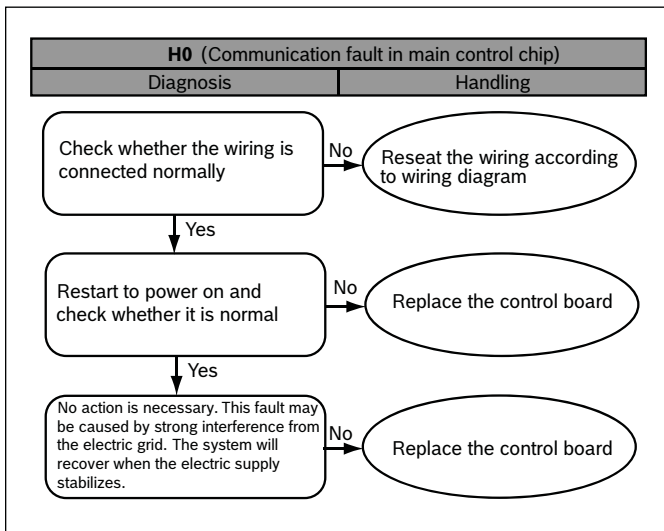 H0 (Communication fault in main control chip)
Diagnosis
Handling
Check whether the wiring is
connected normally
No
Reseat the wiring according
to wiring diagram
Yes
Restart to power on and
check whether it is normal
No
Replace the control board
Yes
No action is necessary. This fault may
be caused by strong interference from
the electric grid. The system will
recover when the electric supply
stabilizes.
No
Replace the control board